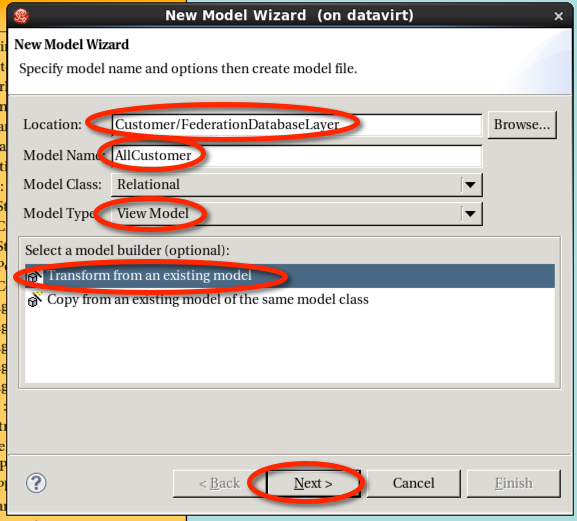 New Model Wizard (on datavirt)
New Model Wizard
Specify model name and options then create model file.
Location: Customer/FederationDatabaseLayer Browse...
Model Name: AllCustomer
Model Class: Relational
Model Type: View Model
Select a model builder (optional):
Transform from an existing model
Copy from an existing model of the same model class
? < Back Next > Cancel Finish